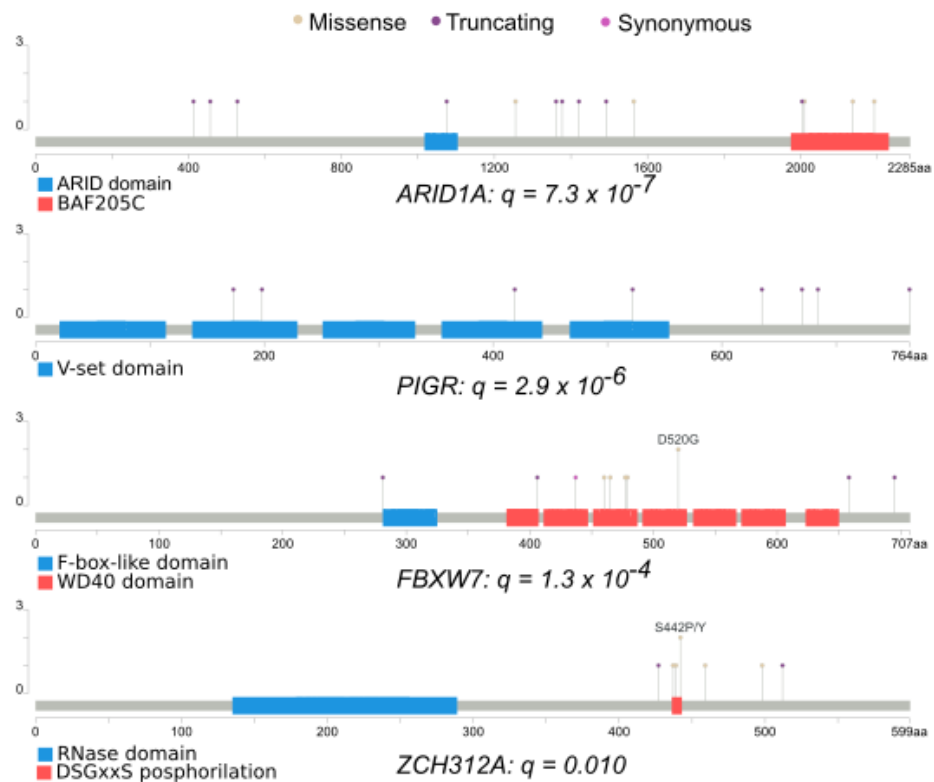 Missense Truncating Synonymous
3
0
0 400 800 1200 1600 2000 2285aa
ARID domain
BAF205C
ARID1A: q = 7.3 x 10-7
3
0
0 200 400 600 764aa
V-set domain
PIGR: q = 2.9 x 10-6
3
D520G
0
0 100 200 300 400 500 600 707aa
F-box-like domain
WD40 domain
FBXW7: q = 1.3 x 10-4
3
S442P/Y
0
0 100 200 300 400 500 599aa
RNase domain
DSGxxS posphorilation
ZCH312A: q = 0.010